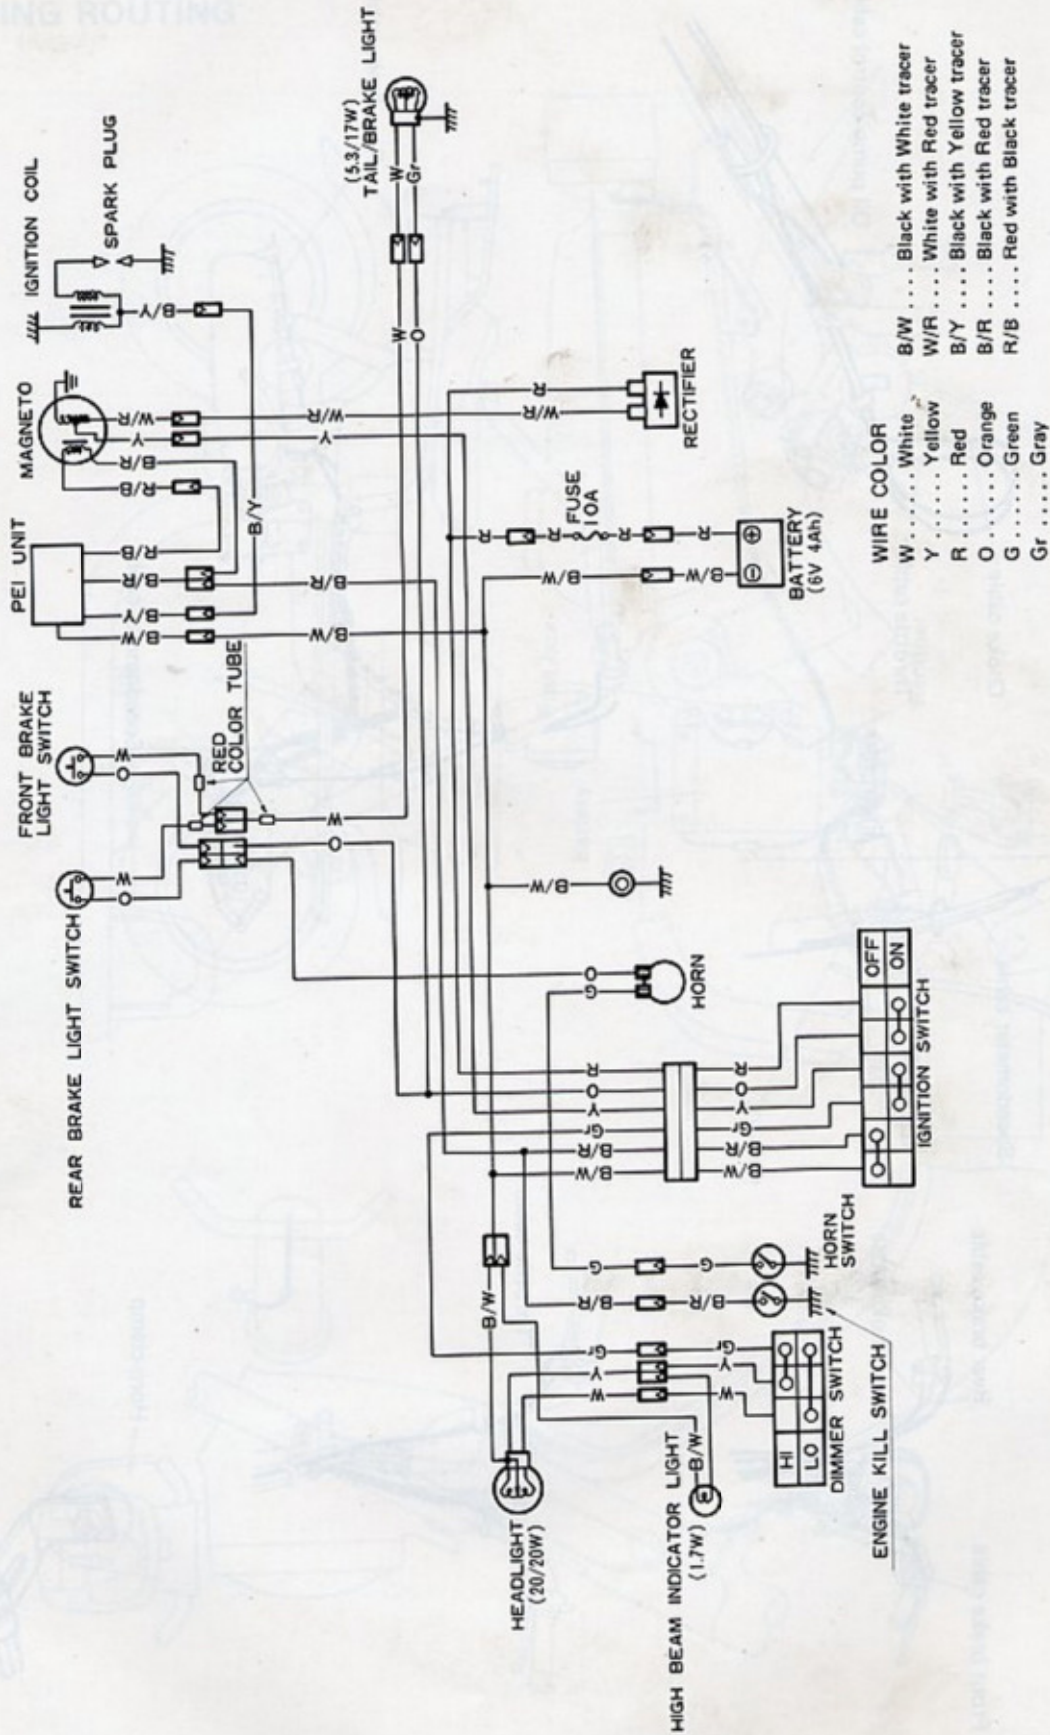 ING ROUTING
IGNITION COIL
SPARK PLUG
MAGNETO
PEI UNIT
FRONT BRAKE
LIGHT SWITCH
REAR BRAKE LIGHT SWITCH
RED
COLOR TUBE
(5.3/17W)
TAIL/BRAKE LIGHT
W
Gr
W
O
B/Y
B/Y
W/R
Y
B/R
R/B
R/B
B/R
B/Y
B/W
W/R
Y
B/R
B/W
W
O
W
O
W
O
R
W/R
RECTIFIER
R
R
FUSE
10A
R
R
B/W
B/W
BATTERY
(6V 4Ah)
B/W
O
G
HORN
R
O
Y
Gr
B/R
B/W
R
O
Y
Gr
B/R
B/W
OFF
ON
IGNITION SWITCH
B/W
G
G
HORN
SWITCH
B/R
B/R
Gr
Gr
Y
Y
W
W
HI
LO
DIMMER SWITCH
ENGINE KILL SWITCH
HEADLIGHT
(20/20W)
HIGH BEAM INDICATOR LIGHT
(1.7W)
B/W
WIRE COLOR
W ...... White
Y ...... Yellow
R ...... Red
O ...... Orange
G ...... Green
Gr ..... Gray
B/W .... Black with White tracer
W/R .... White with Red tracer
B/Y .... Black with Yellow tracer
B/R .... Black with Red tracer
R/B .... Red with Black tracer